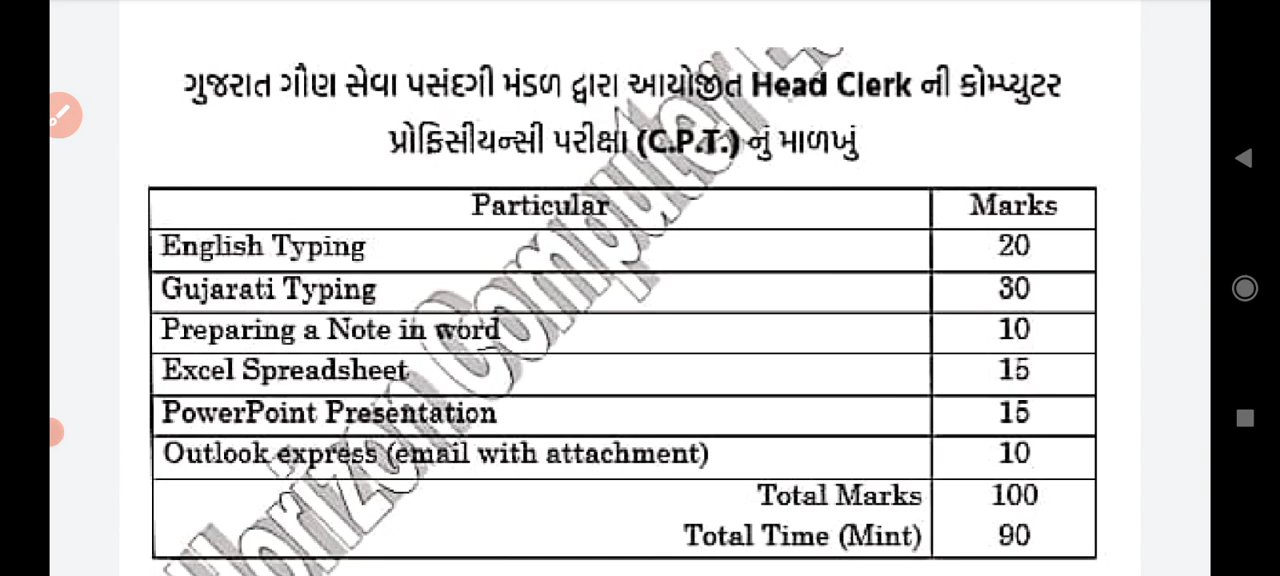 ગુજરાત ગૌણ સેવા પસંદગી મંડળ દ્વારા આયોજીત Head Clerk ની કોમ્પ્યુટર
પ્રોફિસીયન્સી પરીક્ષા (C.P.T.) નું માળખું
Particular Marks
English Typing 20
Gujarati Typing 30
Preparing a Note in word 10
Excel Spreadsheet 15
PowerPoint Presentation 15
Outlook express (email with attachment) 10
Total Marks 100
Total Time (Mint) 90
Horizon Computer